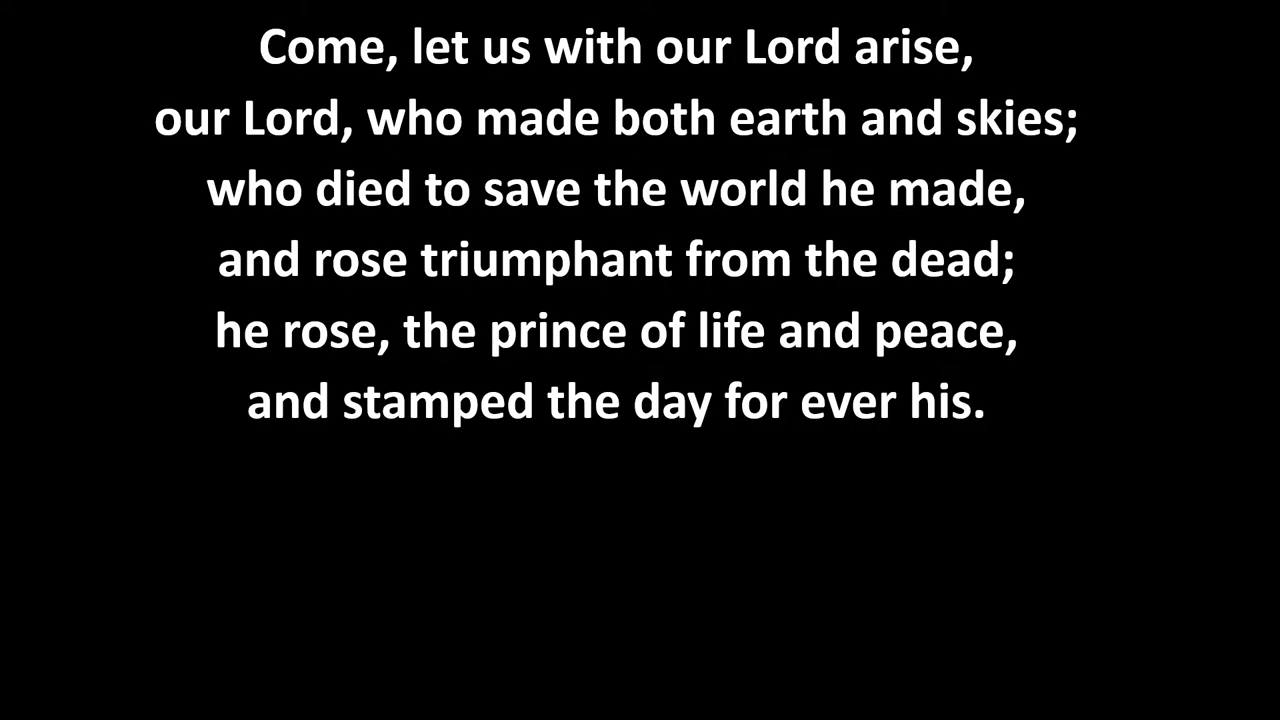 Come, let us with our Lord arise,
our Lord, who made both earth and skies;
who died to save the world he made,
and rose triumphant from the dead;
he rose, the prince of life and peace,
and stamped the day for ever his.